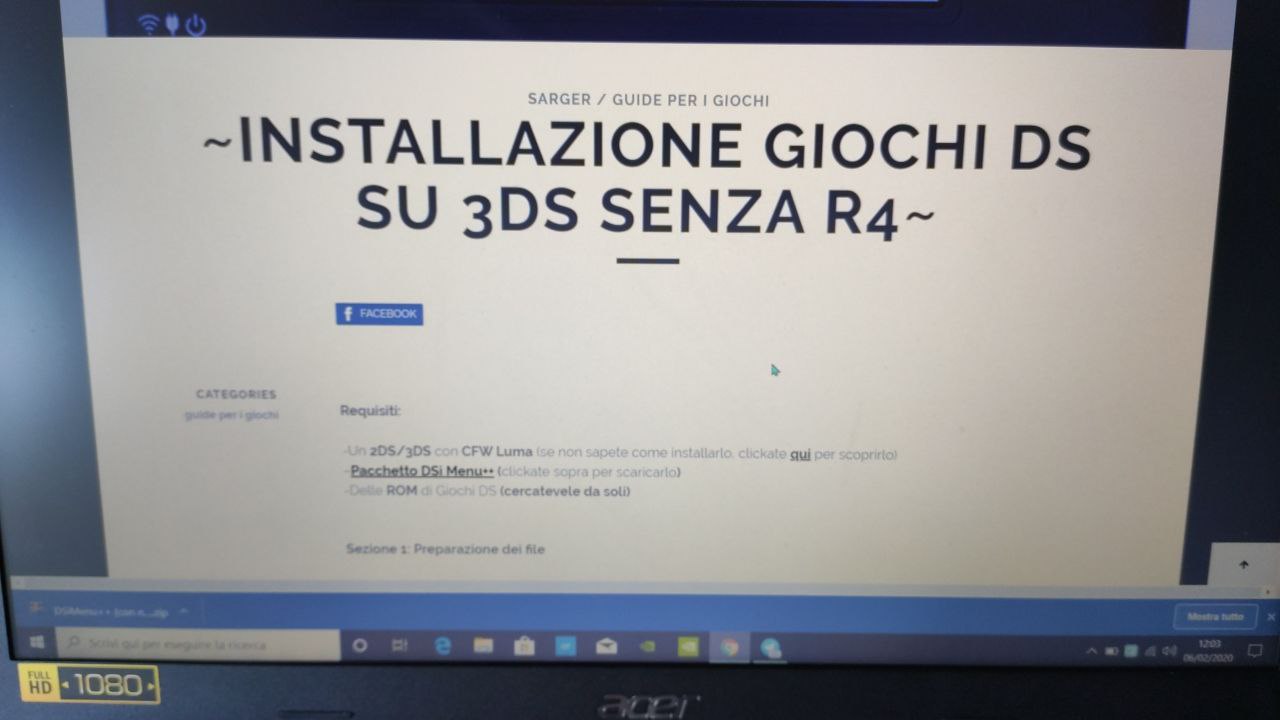 SARGER / GUIDE PER I GIOCHI
~INSTALLAZIONE GIOCHI DS
SU 3DS SENZA R4~
f FACEBOOK
CATEGORIES
guide per i giochi
Requisiti:
-Un 2DS/3DS con CFW Luma (se non sapete come installarlo, clickate qui per scoprirlo)
-Pacchetto DSi Menu++ (clickate sopra per scaricarlo)
-Delle ROM di Giochi DS (cercatevele da soli)
Sezione 1: Preparazione dei file
DSiMenu++ (con n....zip
Mostra tutto
Scrivi qui per eseguire la ricerca
12:03
06/02/2020
FULL HD 1080
acer